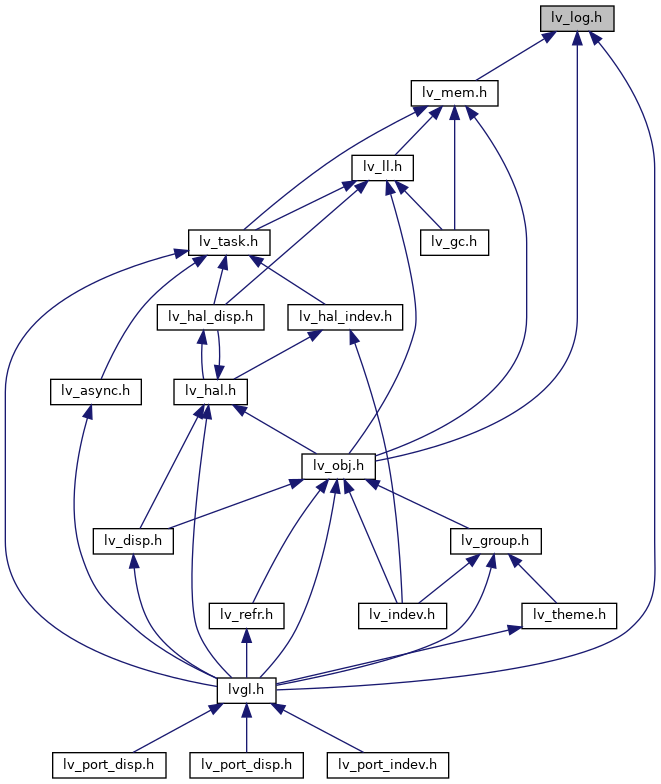 lv_log.h
lv_mem.h
lv_ll.h
lv_task.h
lv_gc.h
lv_hal_disp.h
lv_hal_indev.h
lv_async.h
lv_hal.h
lv_obj.h
lv_disp.h
lv_group.h
lv_refr.h
lv_indev.h
lv_theme.h
lvgl.h
lv_port_disp.h
lv_port_disp.h
lv_port_indev.h